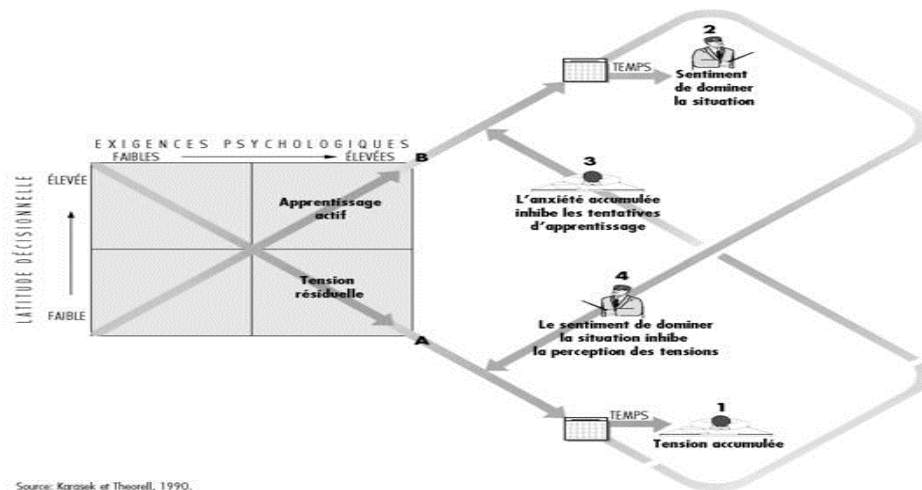 EXIGENCES PSYCHOLOGIQUES
FAIBLES ÉLEVÉES
LATITUDE DÉCISIONNELLE
ÉLEVÉE
FAIBLE
Apprentissage
actif
Tension
résiduelle
B
A
2
TEMPS
Sentiment
de dominer
la situation
3
L'anxiété accumulée
inhibe les tentatives
d'apprentissage
4
Le sentiment de dominer
la situation inhibe
la perception des tensions
1
TEMPS
Tension accumulée
Source: Karasek et Theorell, 1990.